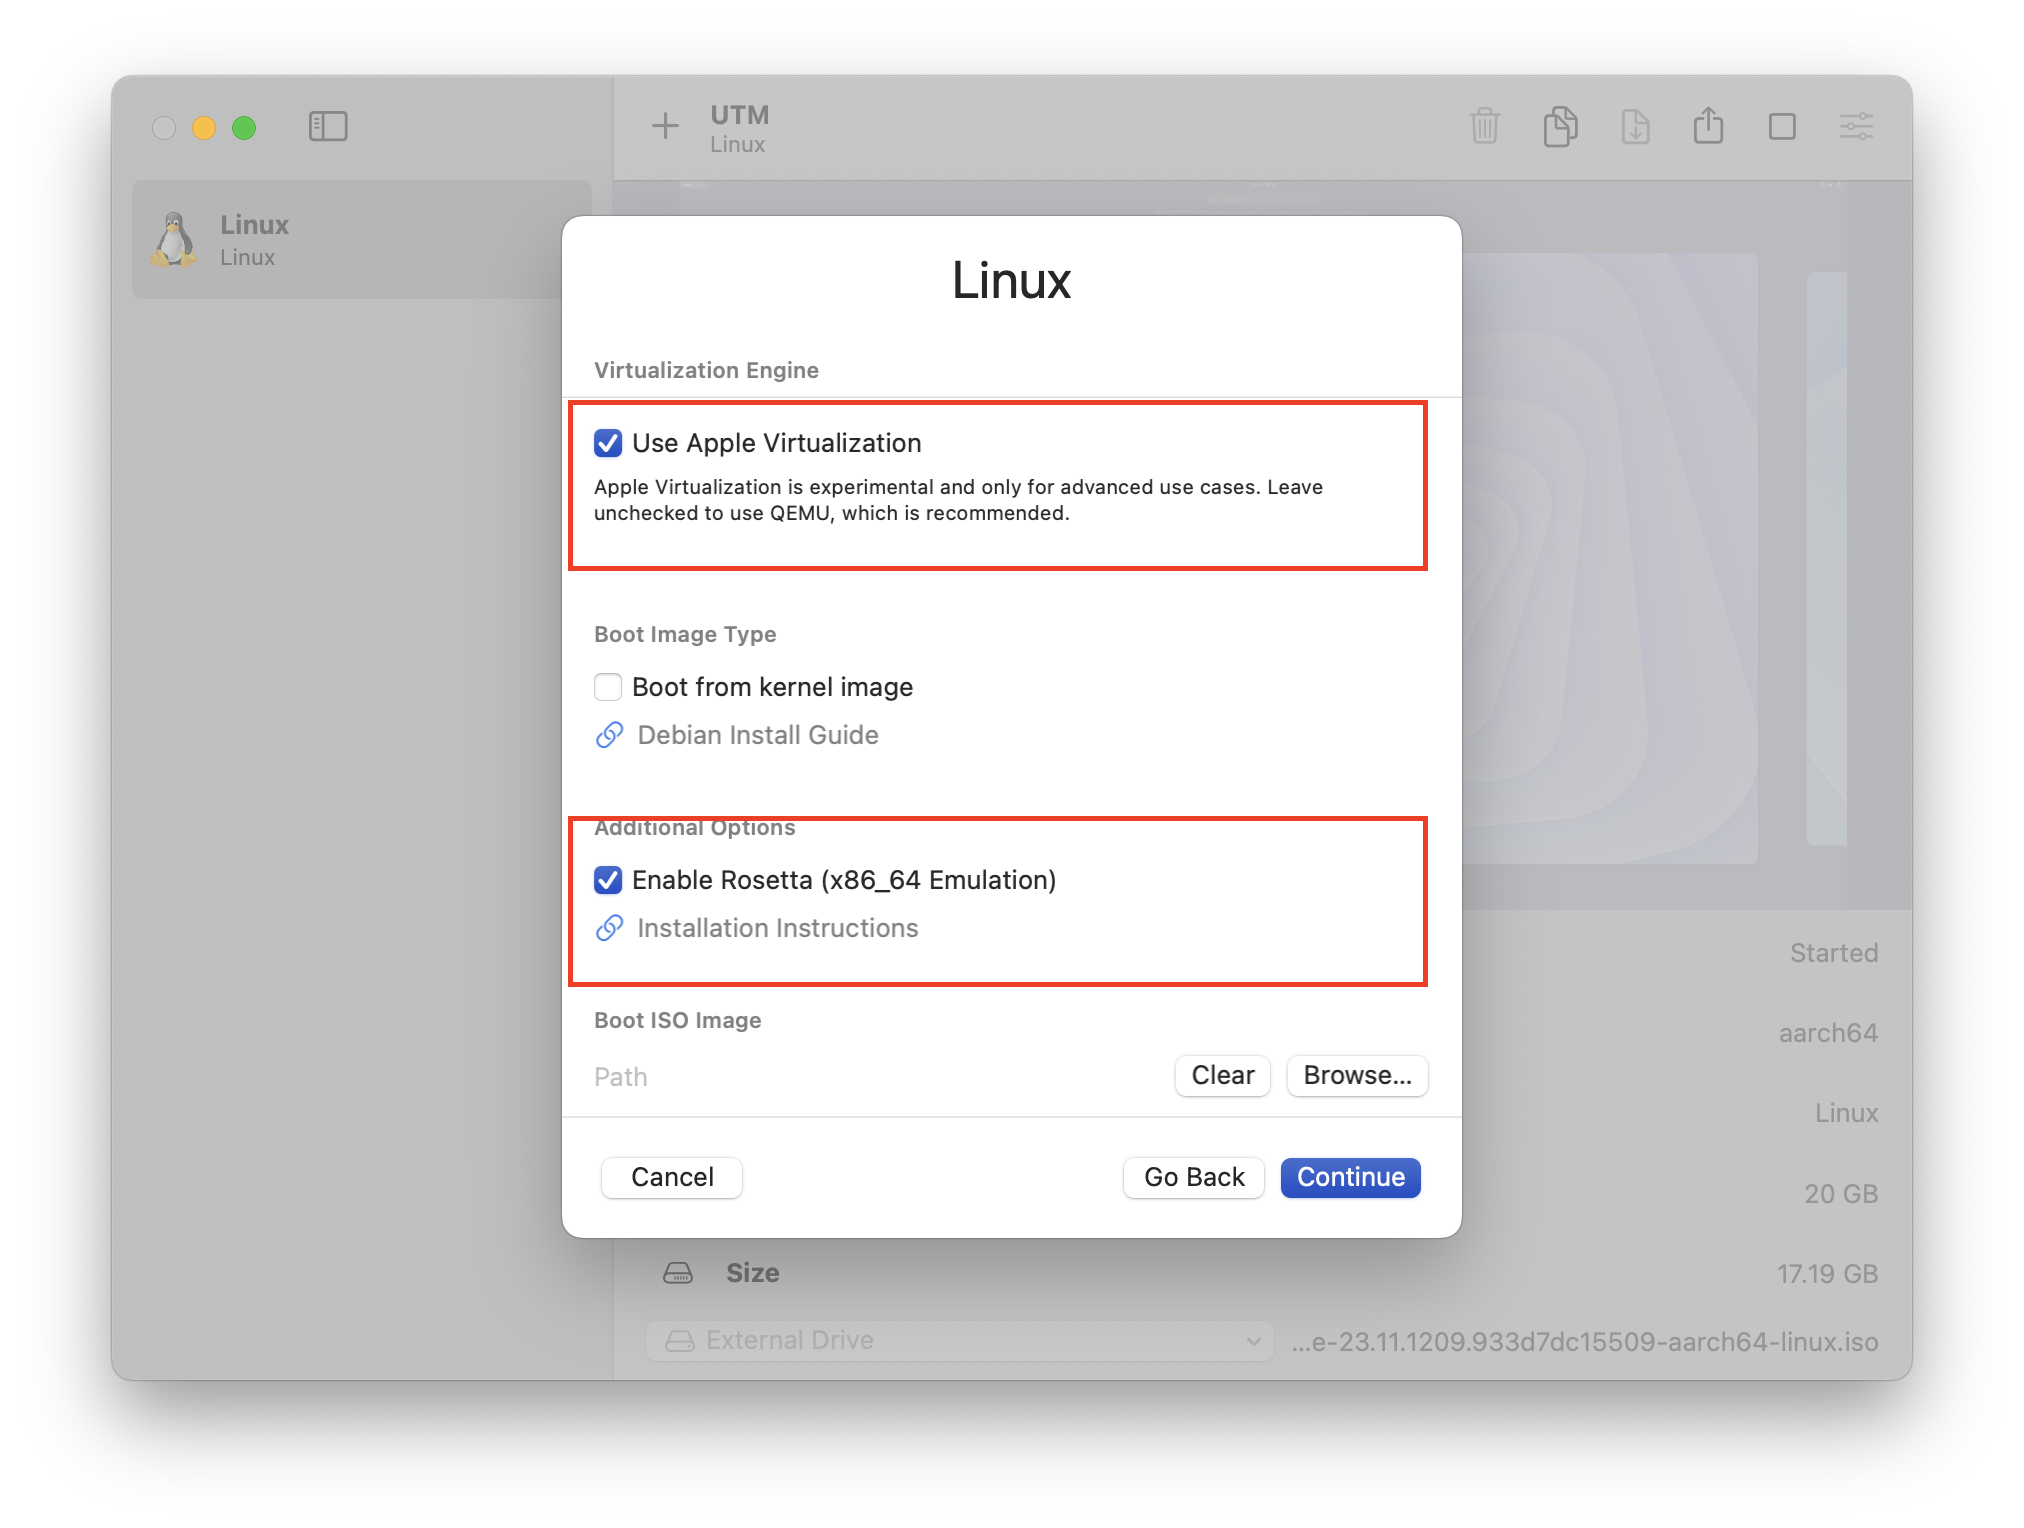 UTM
Linux
Linux
Linux
Linux
Virtualization Engine
Use Apple Virtualization
Apple Virtualization is experimental and only for advanced use cases. Leave
unchecked to use QEMU, which is recommended.
Boot Image Type
Boot from kernel image
Debian Install Guide
Additional Options
Enable Rosetta (x86_64 Emulation)
Installation Instructions
Boot ISO Image
Path
Clear
Browse...
Cancel
Go Back
Continue
Started
aarch64
Linux
20 GB
Size
17.19 GB
External Drive
...e-23.11.1209.933d7dc15509-aarch64-linux.iso